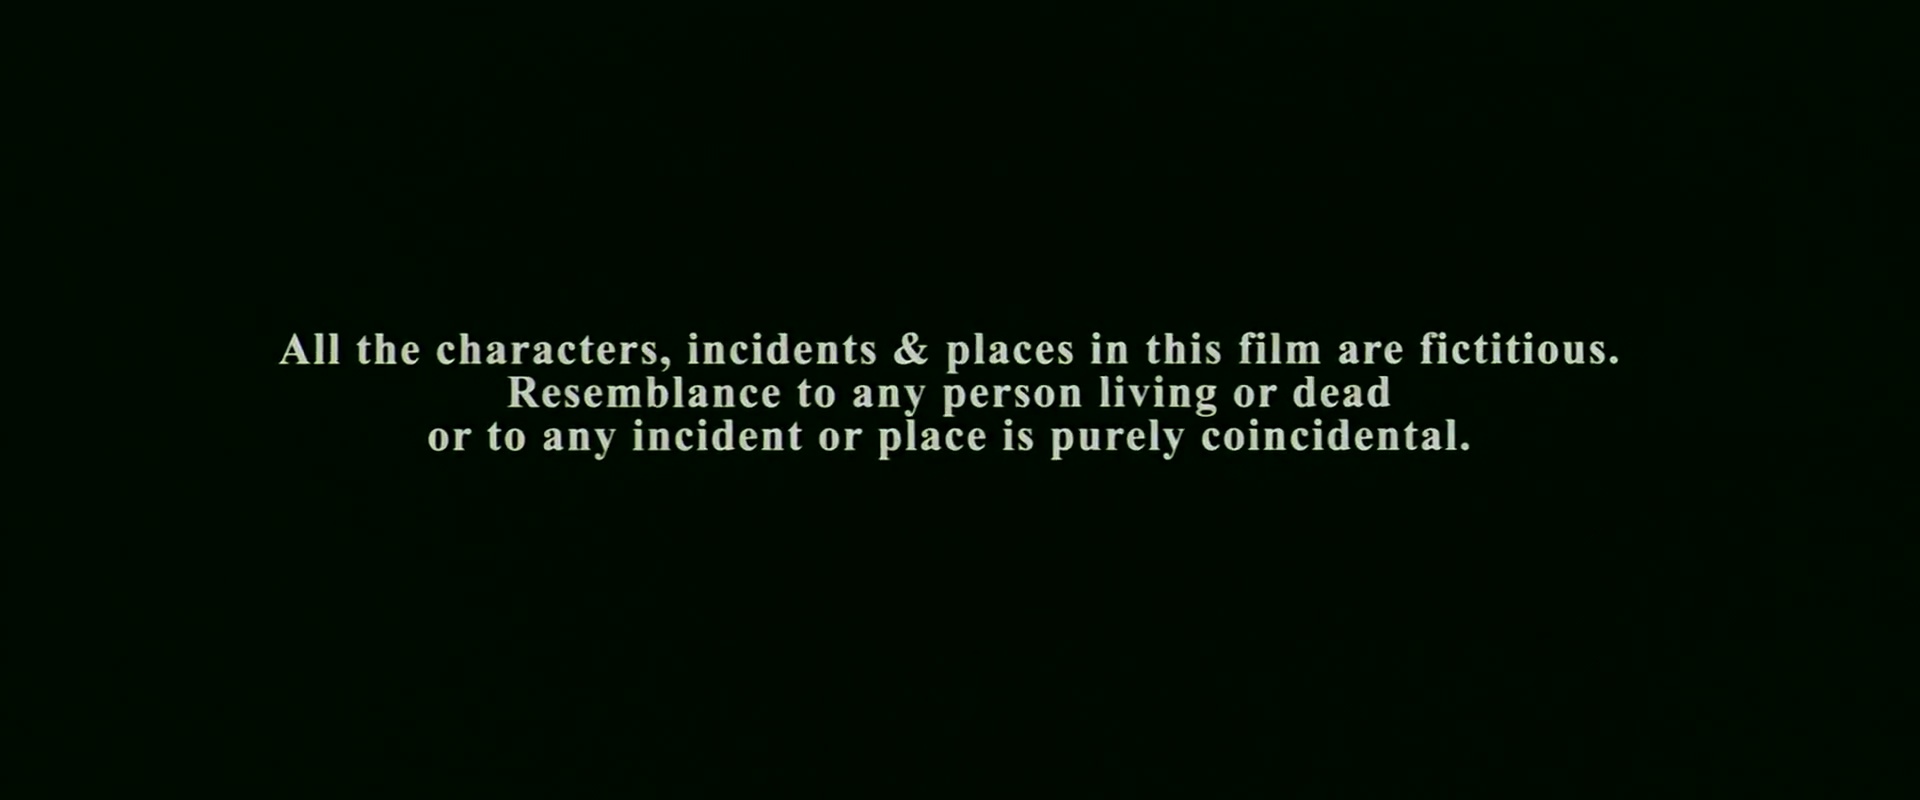 All the characters, incidents & places in this film are fictitious.
Resemblance to any person living or dead
or to any incident or place is purely coincidental.